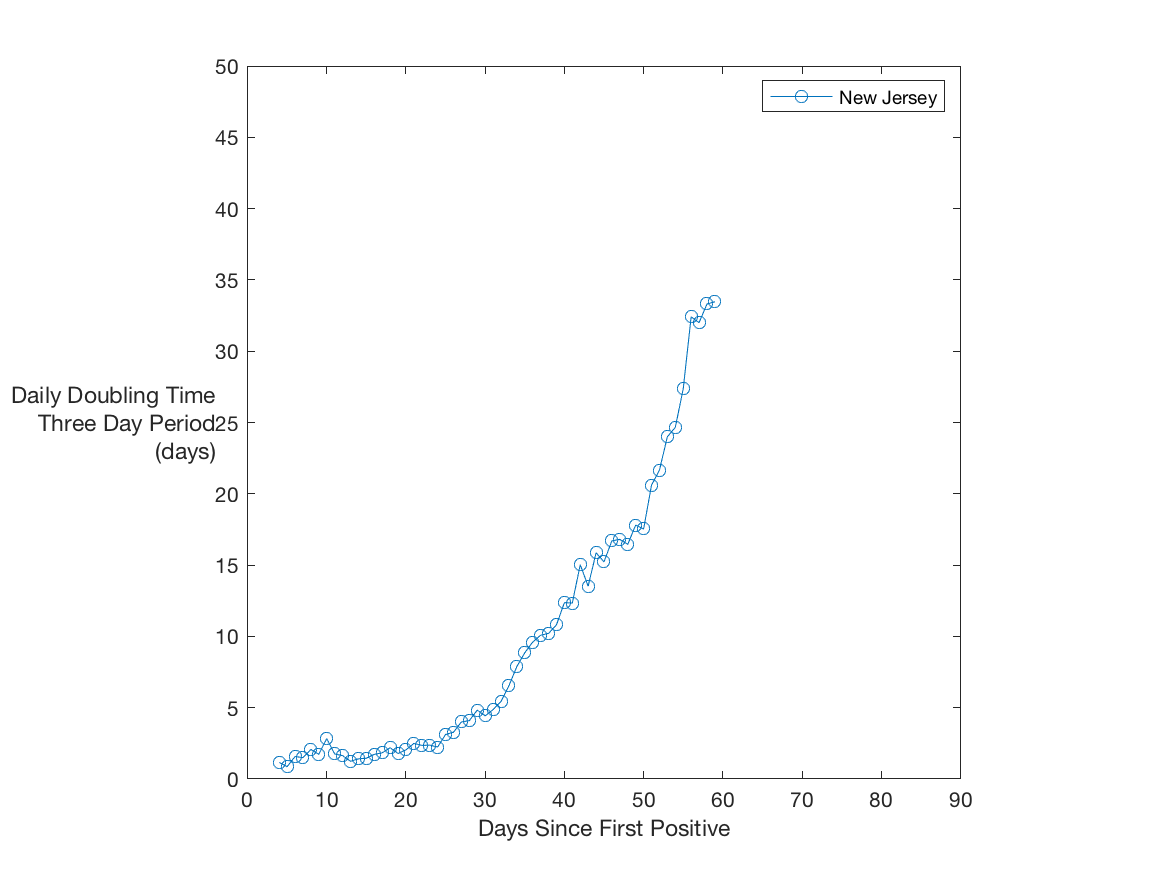 New Jersey
50
45
40
35
30
Daily Doubling Time
Three Day Period
25
(days)
20
15
10
5
0
0 10 20 30 40 50 60 70 80 90
Days Since First Positive